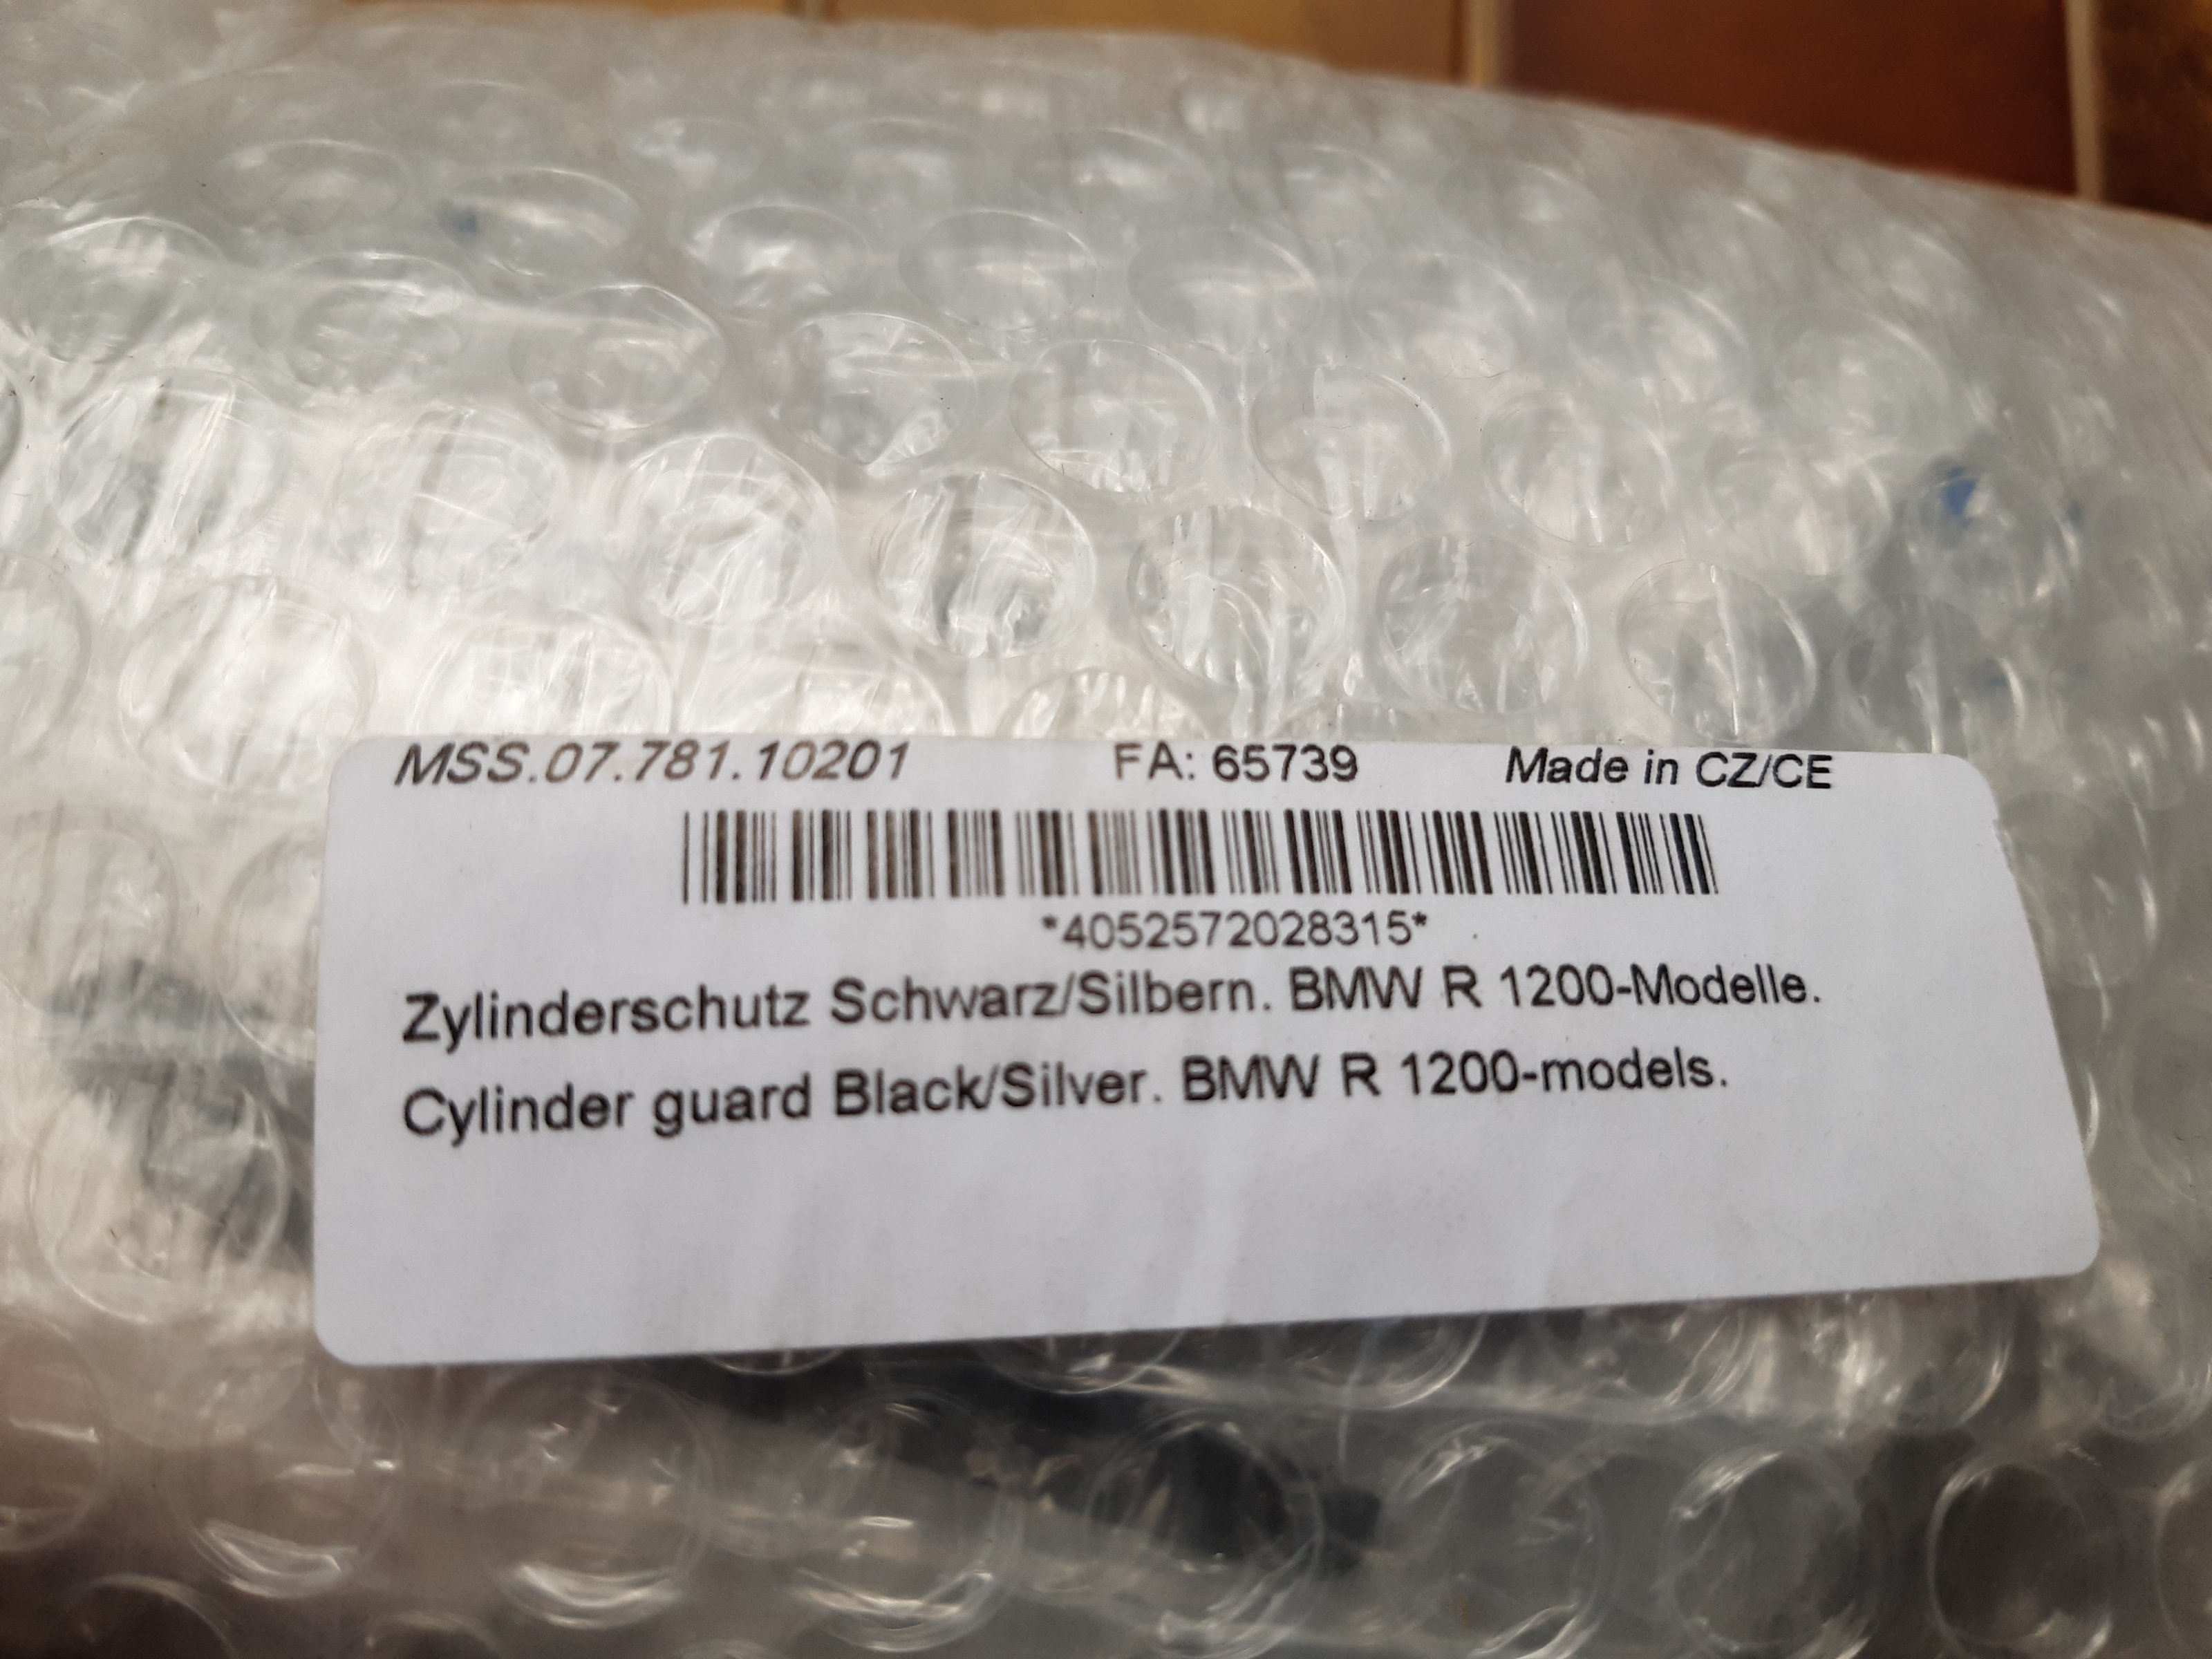 MSS.07.781.10201 FA: 65739 Made in CZ/CE
*4052572028315*
Zylinderschutz Schwarz/Silbern. BMW R 1200-Modelle.
Cylinder guard Black/Silver. BMW R 1200-models.